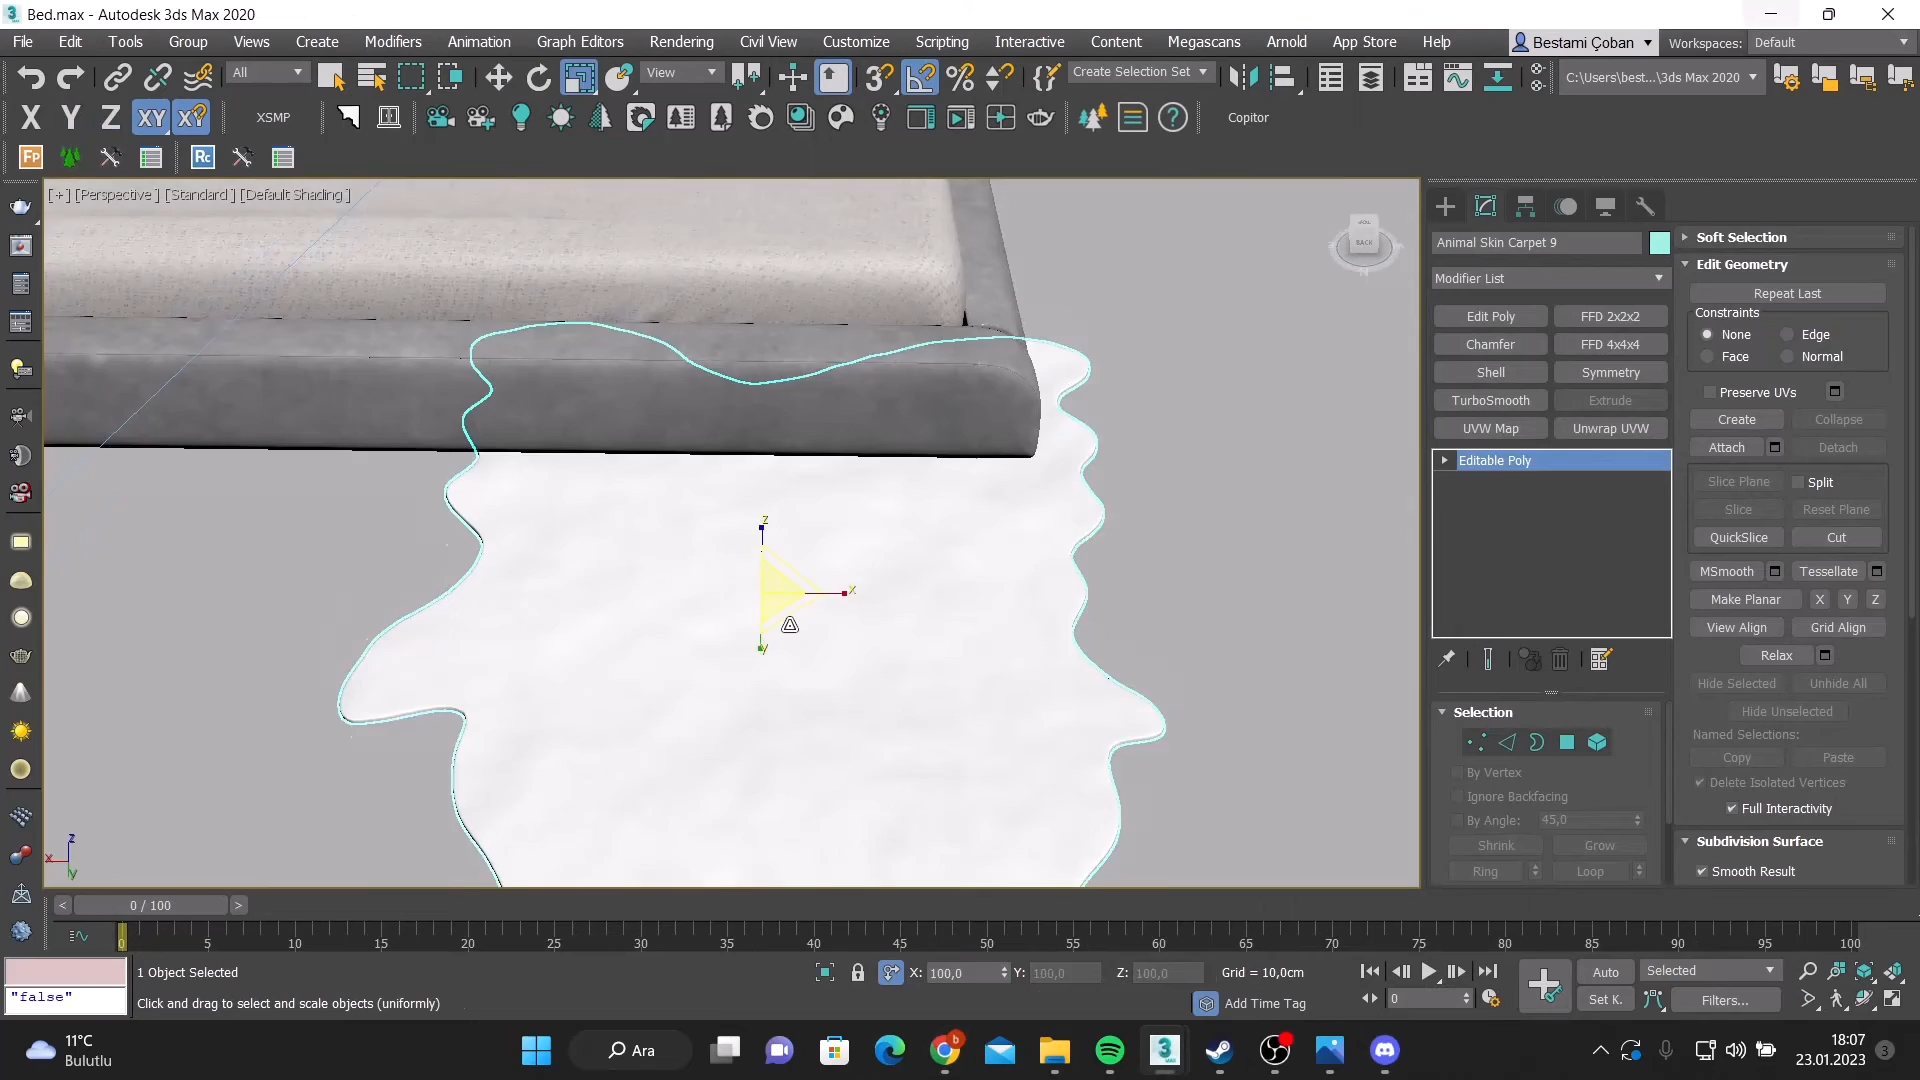 Bed.max - Autodesk 3ds Max 2020
File Edit Tools Group Views Create Modifiers Animation Graph Editors Rendering Civil View Customize Scripting Interactive Content Megascans Arnold App Store Help Bestami Çoban Workspaces: Default
All View Create Selection Set C:\Users\best...\3ds Max 2020
X Y Z XY XSMP Copitor
Fp Rc
[ + ] [Perspective ] [Standard ] [Default Shading ]
BACK
Animal Skin Carpet 9
Modifier List
Edit Poly FFD 2x2x2
Chamfer FFD 4x4x4
Shell Symmetry
TurboSmooth Extrude
UVW Map Unwrap UVW
Editable Poly
Selection
By Vertex
Ignore Backfacing
By Angle: 45,0
Shrink Grow
Ring Loop
Soft Selection
Edit Geometry
Repeat Last
Constraints
None Edge
Face Normal
Preserve UVs
Create Collapse
Attach Detach
Slice Plane Split
Slice Reset Plane
QuickSlice Cut
MSmooth Tessellate
Make Planar X Y Z
View Align Grid Align
Relax
Hide Selected Unhide All
Hide Unselected
Named Selections:
Copy Paste
Delete Isolated Vertices
Full Interactivity
Subdivision Surface
Smooth Result
z
x
y
z
x
y
< 0 / 100 >
0 5 10 15 20 25 30 35 40 45 50 55 60 65 70 75 80 85 90 95 100
1 Object Selected X: 100,0 Y: 100,0 Z: 100,0 Grid = 10,0cm Auto Selected
"false" Click and drag to select and scale objects (uniformly) Add Time Tag 0 Set K. Filters...
11°C
Bulutlu
Ara
18:07
23.01.2023
3